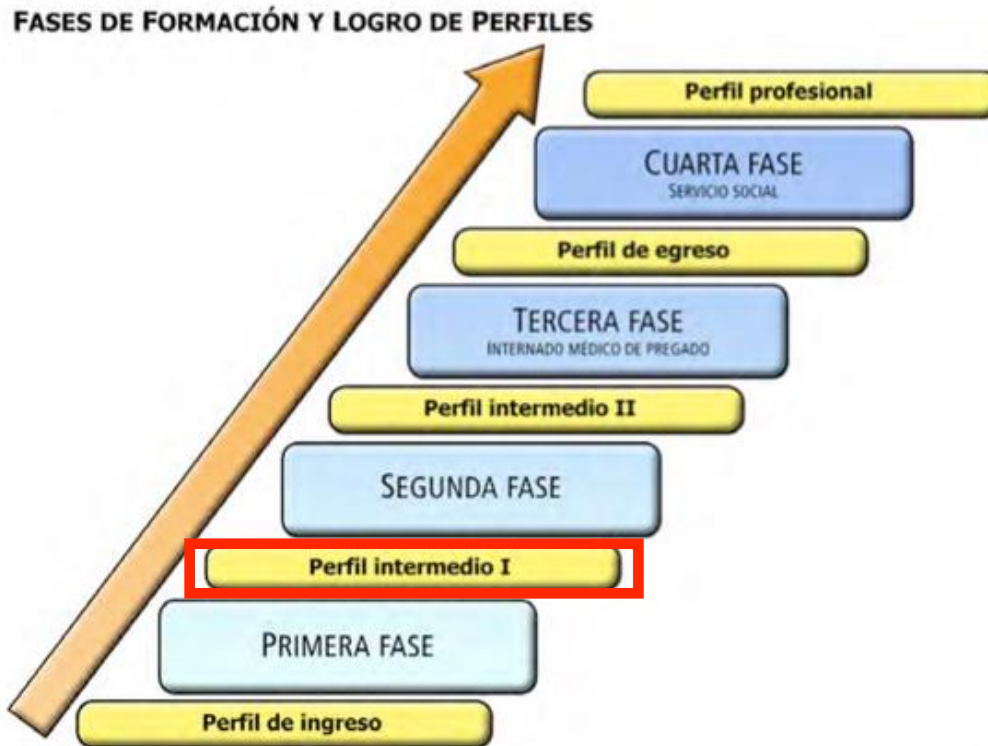 FASES DE FORMACIÓN Y LOGRO DE PERFILES
Perfil profesional
CUARTA FASE
SERVICIO SOCIAL
Perfil de egreso
TERCERA FASE
INTERNADO MÉDICO DE PREGADO
Perfil intermedio II
SEGUNDA FASE
Perfil intermedio I
PRIMERA FASE
Perfil de ingreso